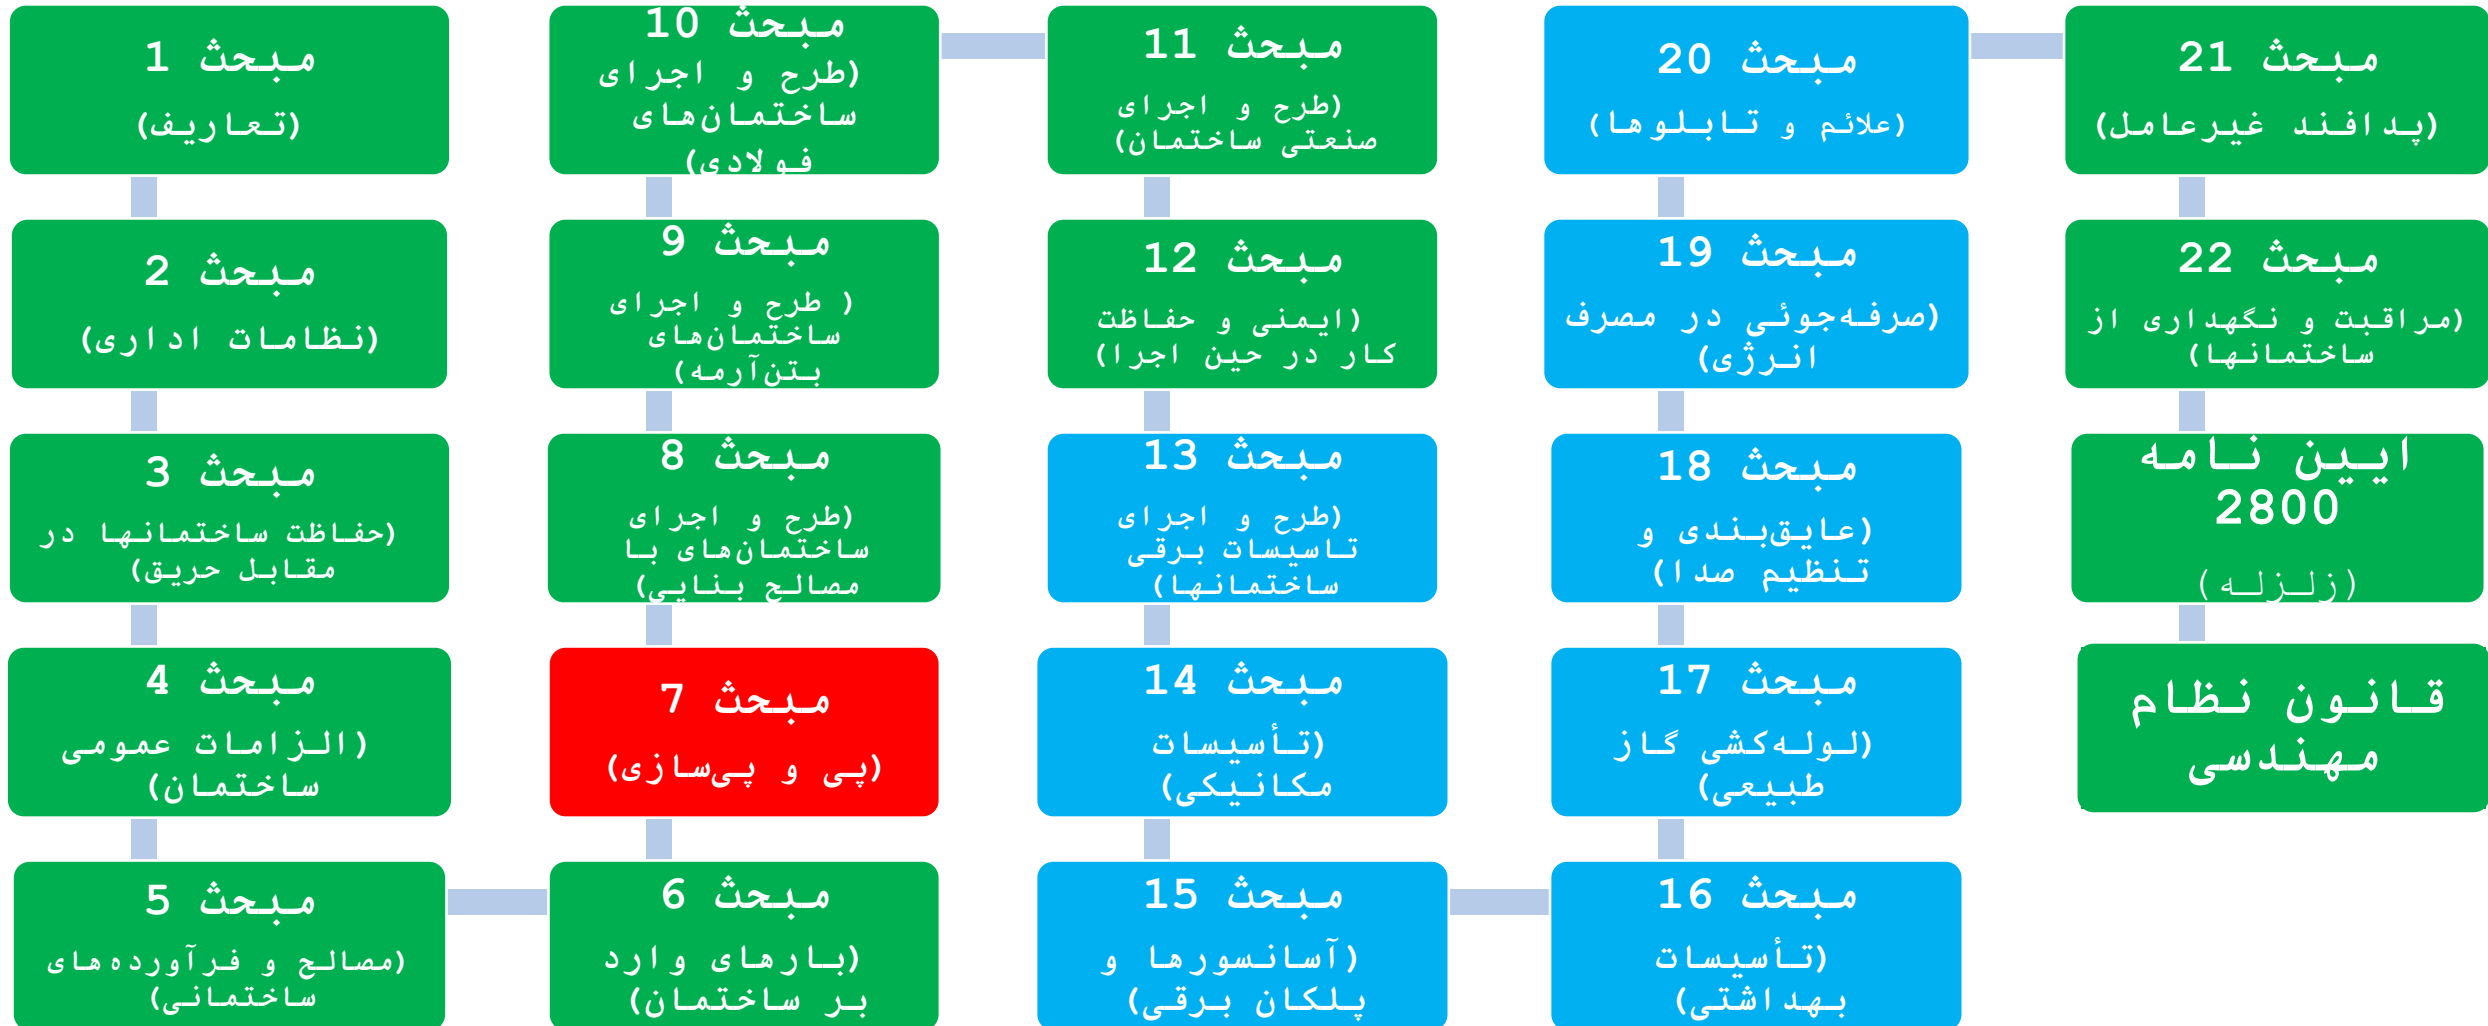 مبحث 1
(تعاریف)
مبحث 2
(نظامات اداری)
مبحث 3
(حفاظت ساختمانها در
مقابل حریق)
مبحث 4
(الزامات عمومی
ساختمان)
مبحث 5
(مصالح و فرآورده‌های
ساختمانی)
مبحث 6
(بارهای وارد
بر ساختمان)
مبحث 7
(پی و پی‌سازی)
مبحث 8
(طرح و اجرای
ساختمان‌های با
مصالح بنایی)
مبحث 9
( طرح و اجرای
ساختمان‌های
بتن‌آرمه)
مبحث 10
(طرح و اجرای
ساختمان‌های
فولادی)
مبحث 11
(طرح و اجرای
صنعتی ساختمان)
مبحث 12
(ایمنی و حفاظت
کار در حین اجرا)
مبحث 13
(طرح و اجرای
تاسیسات برقی
ساختمانها)
مبحث 14
(تأسیسات
مکانیکی)
مبحث 15
(آسانسورها و
پلکان برقی)
مبحث 16
(تأسیسات
بهداشتی)
مبحث 17
(لوله‌کشی گاز
طبیعی)
مبحث 18
(عایق‌بندی و
تنظیم صدا)
مبحث 19
(صرفه‌جوئی در مصرف
انرژی)
مبحث 20
(علائم و تابلوها)
مبحث 21
(پدافند غیرعامل)
مبحث 22
(مراقبت و نگهداری از
ساختمانها)
ایین نامه
2800
(زلزله)
قانون نظام
مهندسی